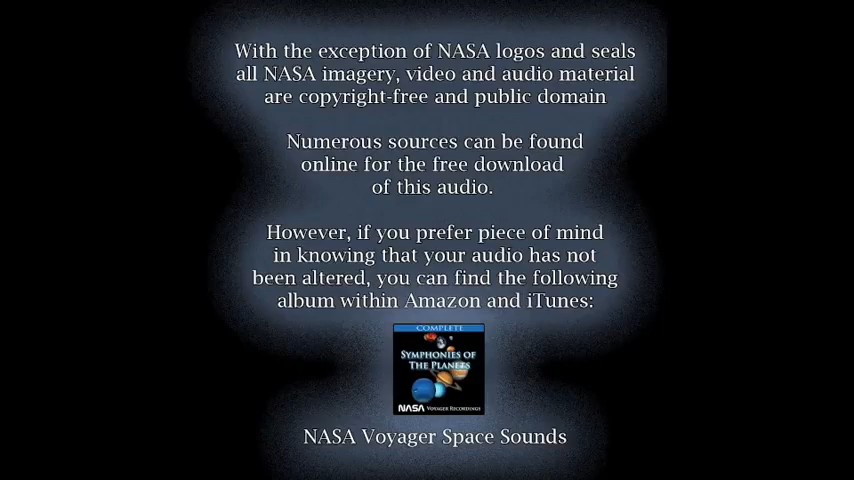 With the exception of NASA logos and seals
all NASA imagery, video and audio material
are copyright-free and public domain
Numerous sources can be found
online for the free download
of this audio.
However, if you prefer piece of mind
in knowing that your audio has not
been altered, you can find the following
album within Amazon and iTunes:
COMPLETE
SYMPHONIES OF
THE PLANETS
NASA VOYAGER RECORDINGS
NASA Voyager Space Sounds